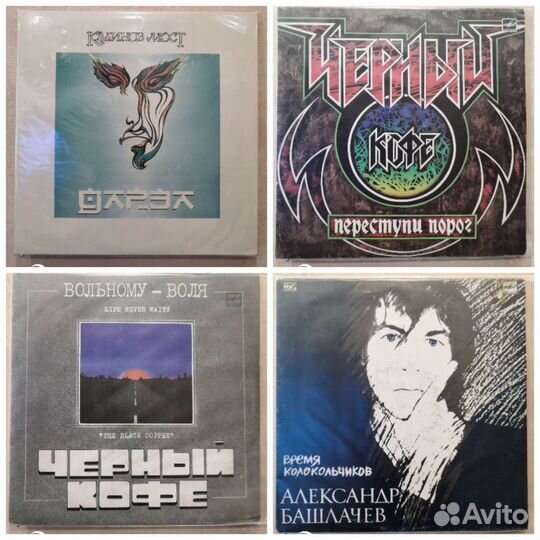 КАЛИНОВ МОСТ
ДАРЗА
ЧЕРНЫЙ
КОФЕ
переступи порог
ВОЛЬНОМУ – ВОЛЯ
LIFE NEVER WAITS
"THE BLACK COFFEE"
ЧЕРНЫЙ
КОФЕ
ВРЕМЯ
КОЛОКОЛЬЧИКОВ
АЛЕКСАНДР
БАШЛАЧЕВ
Avito